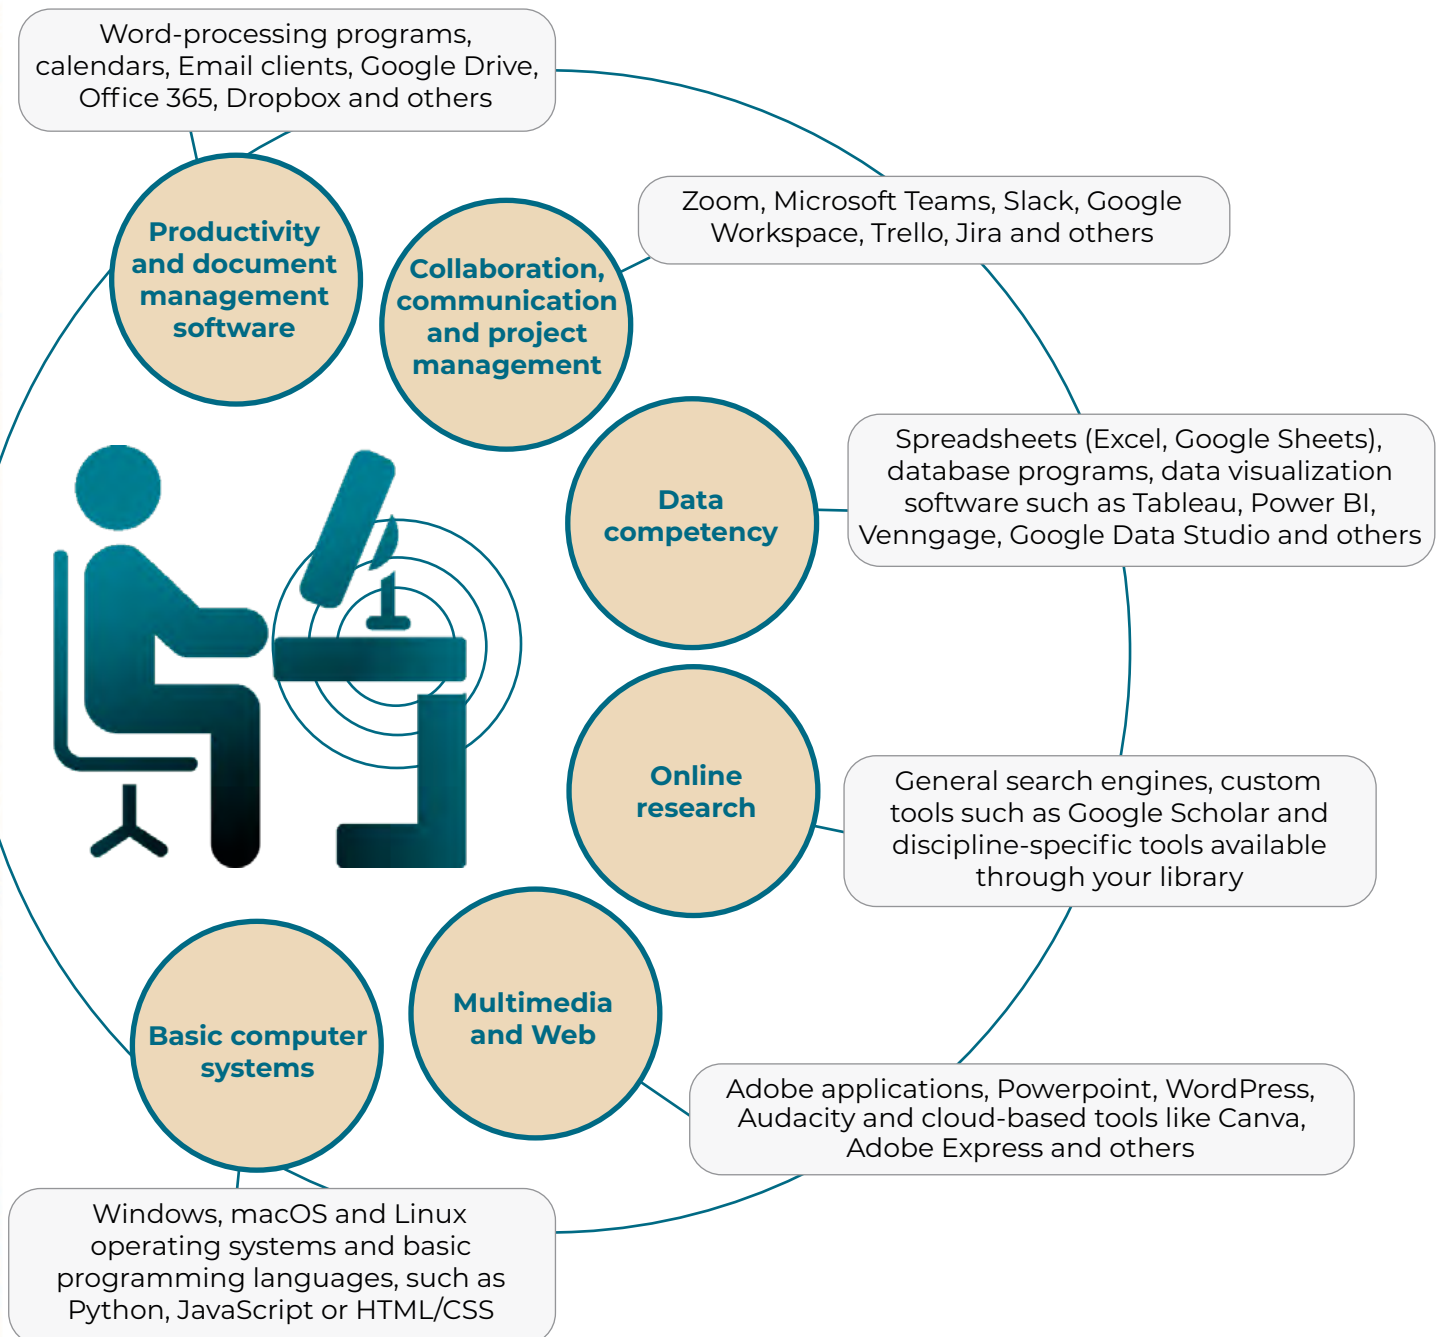 Word-processing programs,
calendars, Email clients, Google Drive,
Office 365, Dropbox and others
Productivity
and document
management
software
Zoom, Microsoft Teams, Slack, Google
Workspace, Trello, Jira and others
Collaboration,
communication
and project
management
Spreadsheets (Excel, Google Sheets),
database programs, data visualization
software such as Tableau, Power BI,
Venngage, Google Data Studio and others
Data
competency
General search engines, custom
tools such as Google Scholar and
discipline-specific tools available
through your library
Online
research
Adobe applications, Powerpoint, WordPress,
Audacity and cloud-based tools like Canva,
Adobe Express and others
Multimedia
and Web
Basic computer
systems
Windows, macOS and Linux
operating systems and basic
programming languages, such as
Python, JavaScript or HTML/CSS